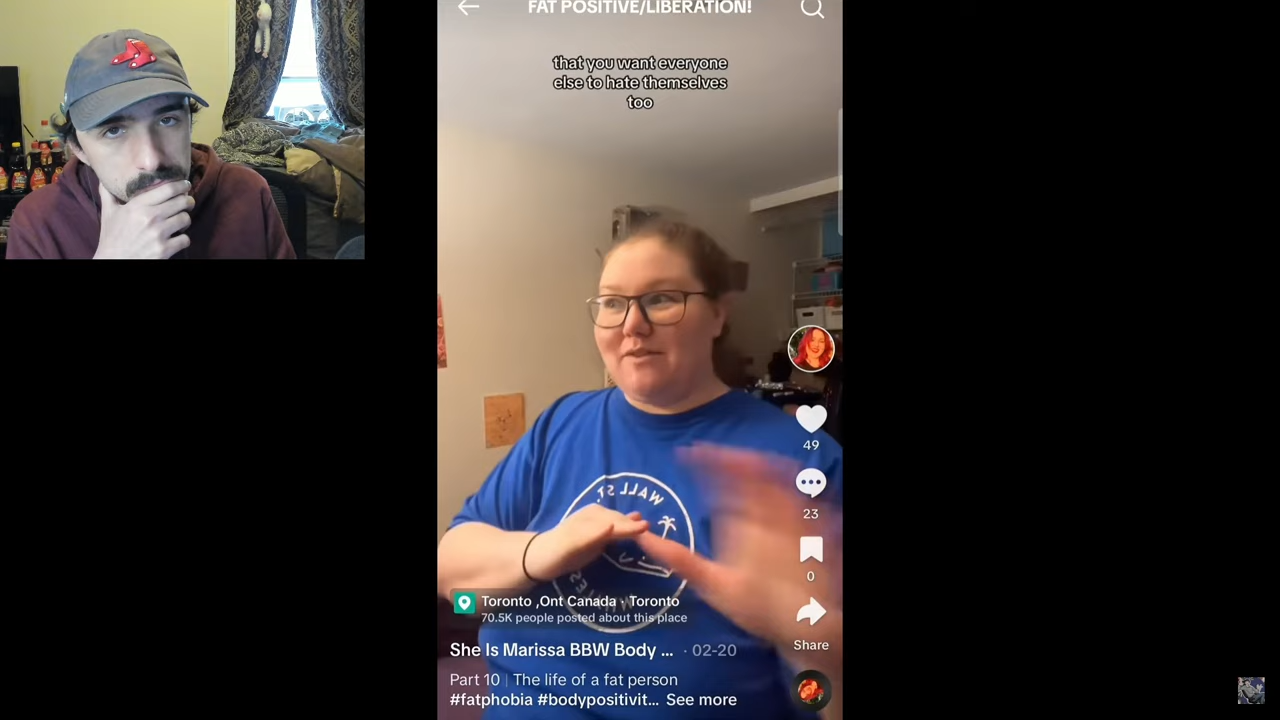 FAT POSITIVE/LIBERATION!
that you want everyone
else to hate themselves
too
WALL ST.
49
23
0
Share
Toronto ,Ont Canada · Toronto
70.5K people posted about this place
She Is Marissa BBW Body ... · 02-20
Part 10 | The life of a fat person
#fatphobia #bodypositivit... See more